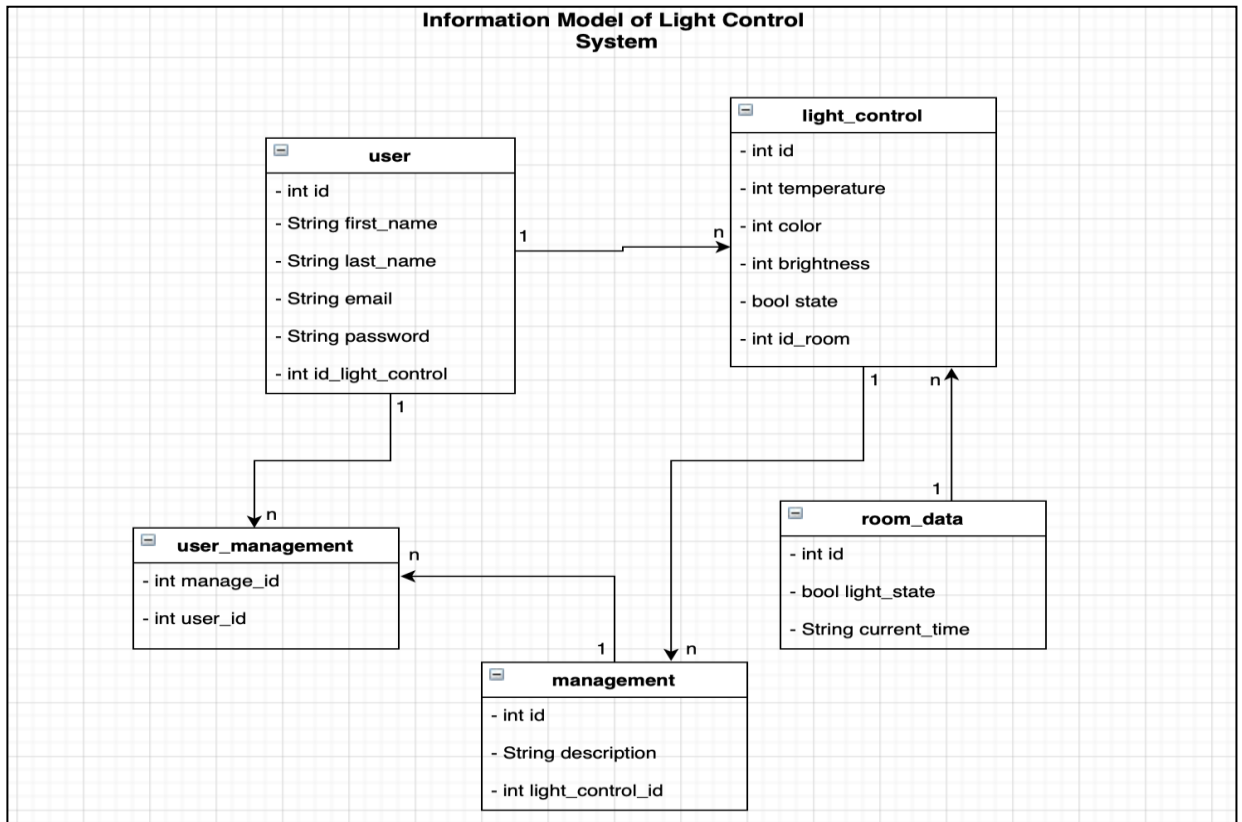 Information Model of Light Control
System
light_control
- int id
- int temperature
- int color
- int brightness
- bool state
- int id_room
user
- int id
- String first_name
- String last_name
- String email
- String password
- int id_light_control
1
n
1
n
1
n
1
n
1
n
user_management
- int manage_id
- int user_id
room_data
- int id
- bool light_state
- String current_time
management
- int id
- String description
- int light_control_id